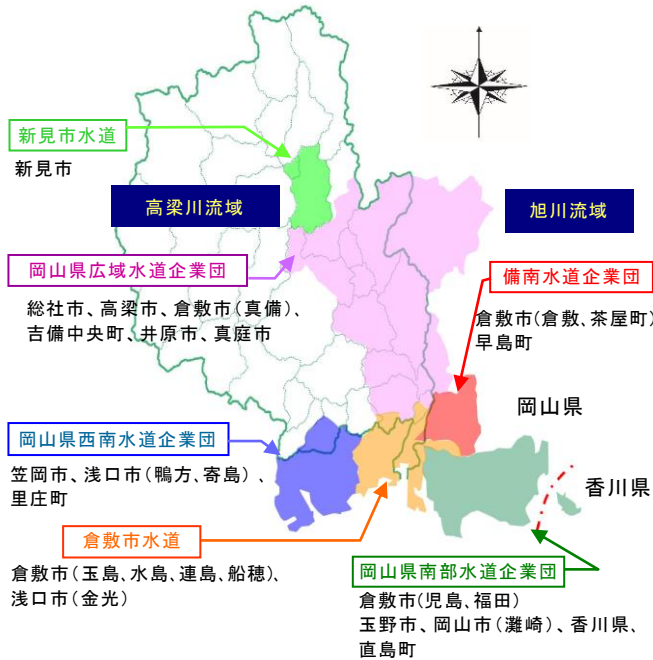 新見市水道
新見市
高梁川流域
旭川流域
岡山県広域水道企業団
総社市、高梁市、倉敷市(真備)、
吉備中央町、井原市、真庭市
備南水道企業団
倉敷市(倉敷、茶屋町)
早島町
岡山県
岡山県西南水道企業団
笠岡市、浅口市(鴨方、寄島)、
里庄町
香川県
倉敷市水道
倉敷市(玉島、水島、連島、船穂)、
浅口市(金光)
岡山県南部水道企業団
倉敷市(児島、福田)
玉野市、岡山市(灘崎)、香川県、
直島町